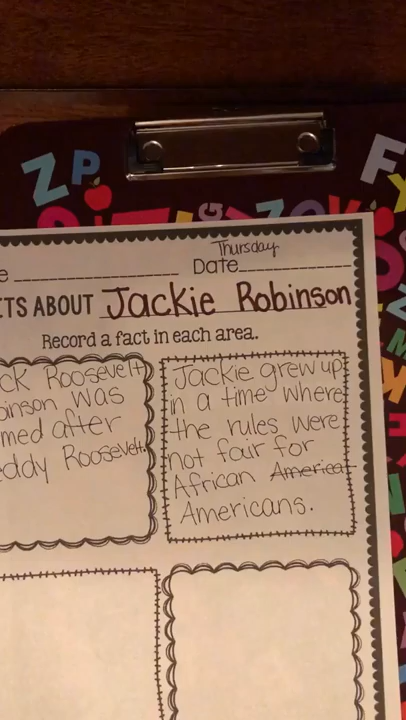 Thursday
e Date
TS ABOUT Jackie Robinson
Record a fact in each area.
ck Roosevelt
binson was
med after
eddy Roosevelt.
Jackie grew up
in a time where
the rules were
not fair for
African America
Americans.